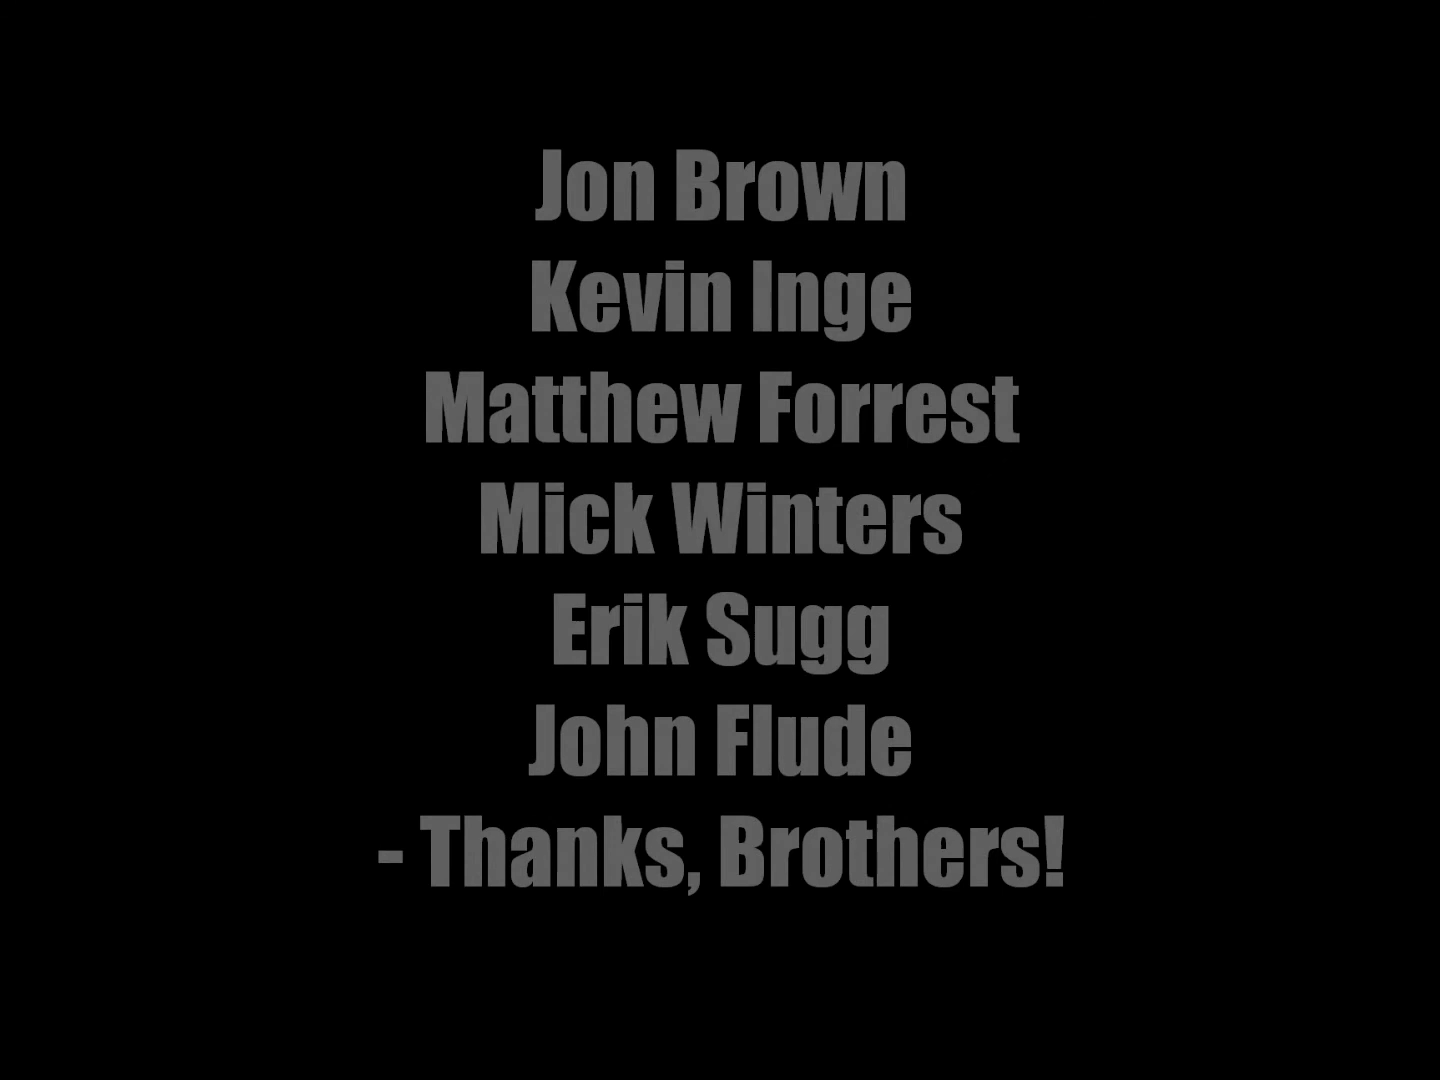 Jon Brown
Kevin Inge
Matthew Forrest
Mick Winters
Erik Sugg
John Flude
- Thanks, Brothers!